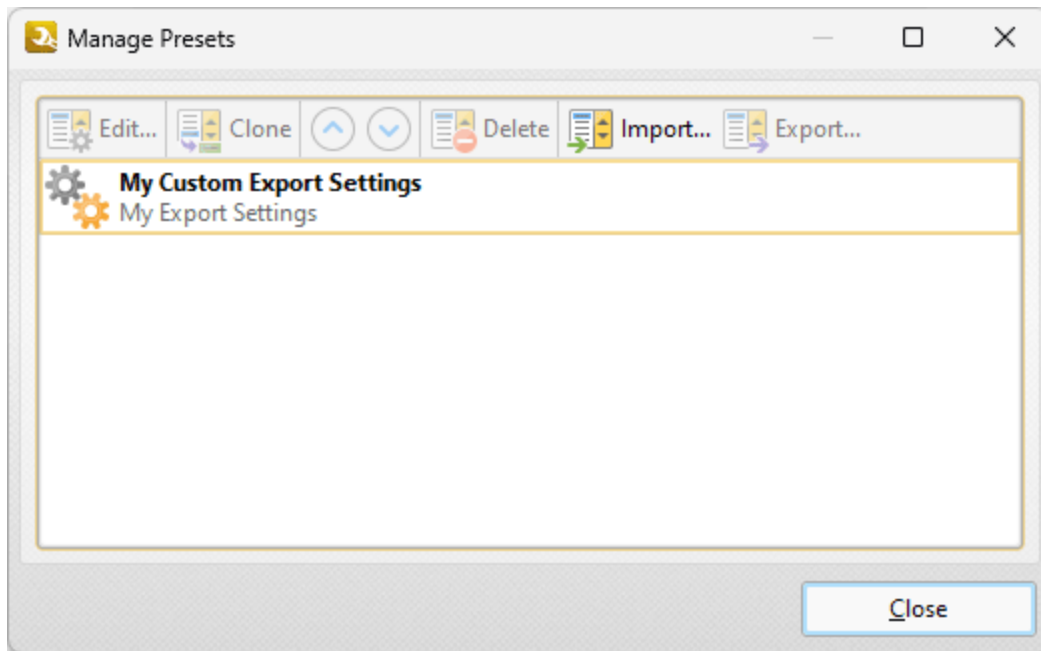 Manage Presets
Edit... Clone Delete Import... Export...
My Custom Export Settings
My Export Settings
Close